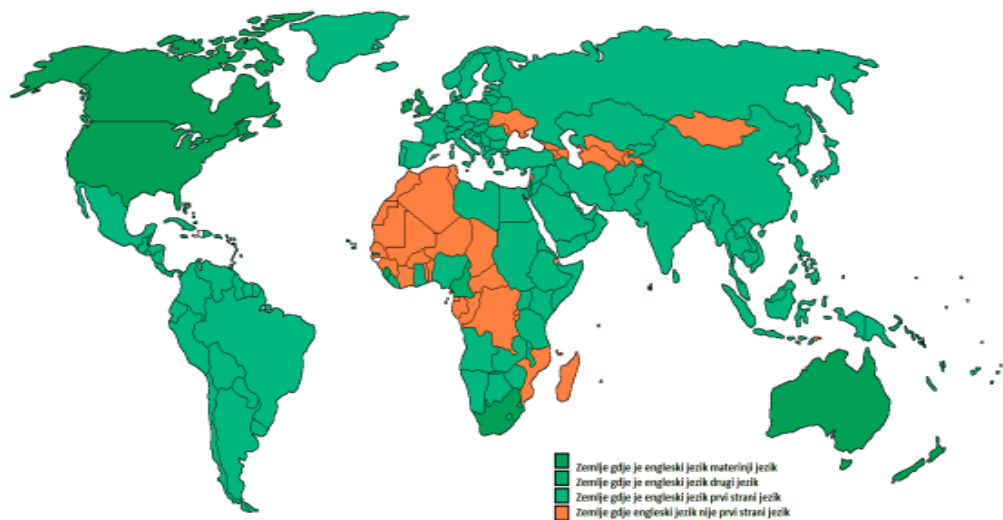 Zemlje gdje je engleski jezik materinji jezik
Zemlje gdje je engleski jezik drugi jezik
Zemlje gdje je engleski jezik prvi strani jezik
Zemlje gdje engleski jezik nije prvi strani jezik